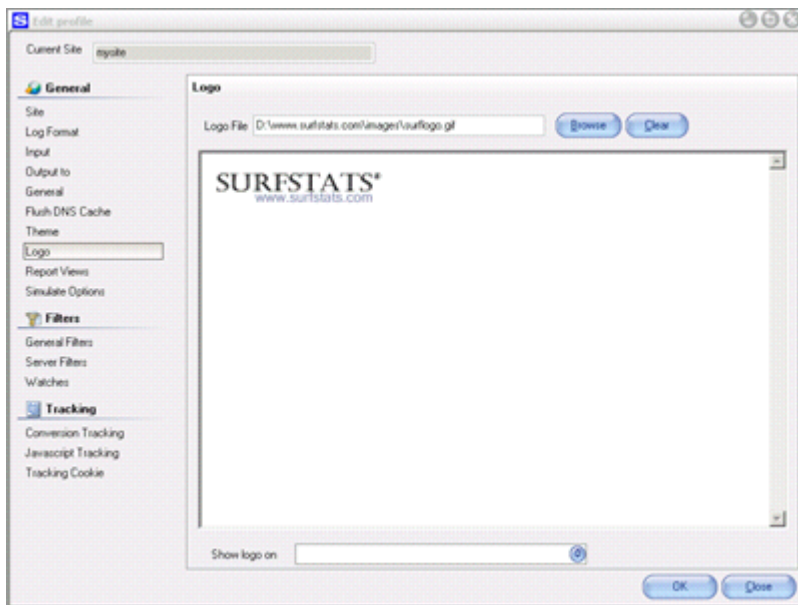 Edit profile
Current Site mysite
General
Site
Log Format
Input
Output to
General
Flush DNS Cache
Theme
Logo
Report Views
Simulate Options
Filters
General Filters
Server Filters
Watches
Tracking
Conversion Tracking
Javascript Tracking
Tracking Cookie
Logo
Logo File D:\www.surfstats.com\images\surflogo.gif Browse Clear
SURFSTATS®
www.surfstats.com
Show logo on
OK Close